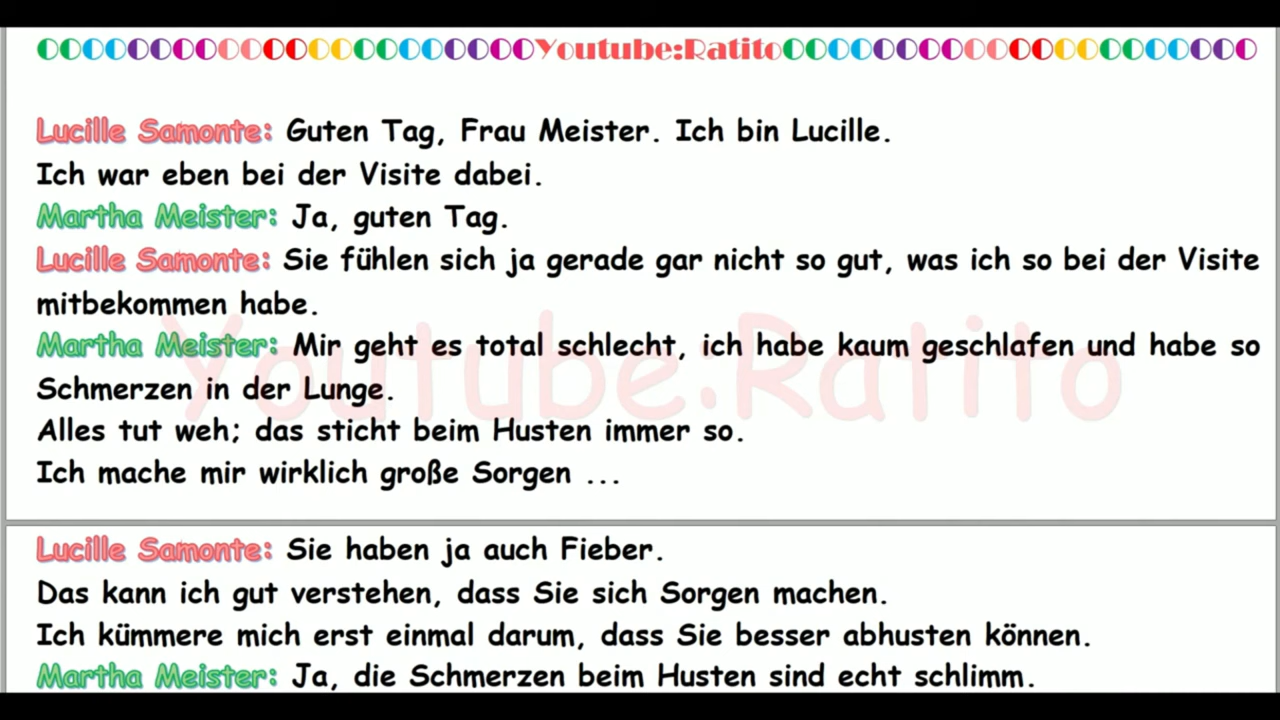 Youtube:Ratito
Lucille Samonte: Guten Tag, Frau Meister. Ich bin Lucille.
Ich war eben bei der Visite dabei.
Martha Meister: Ja, guten Tag.
Lucille Samonte: Sie fühlen sich ja gerade gar nicht so gut, was ich so bei der Visite
mitbekommen habe.
Martha Meister: Mir geht es total schlecht, ich habe kaum geschlafen und habe so
Schmerzen in der Lunge.
Youtube:Ratito
Alles tut weh; das sticht beim Husten immer so.
Ich mache mir wirklich große Sorgen ...
Lucille Samonte: Sie haben ja auch Fieber.
Das kann ich gut verstehen, dass Sie sich Sorgen machen.
Ich kümmere mich erst einmal darum, dass Sie besser abhusten können.
Martha Meister: Ja, die Schmerzen beim Husten sind echt schlimm.